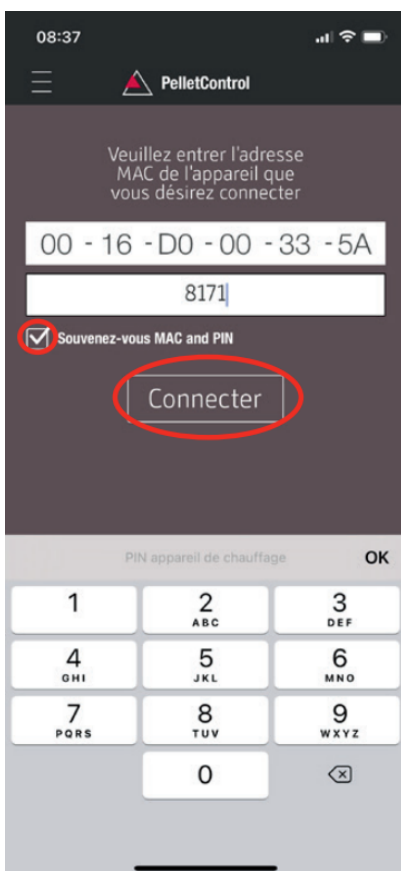 08:37
PelletControl
Veuillez entrer l'adresse
MAC de l'appareil que
vous désirez connecter
00 - 16 - D0 - 00 - 33 - 5A
8171
Souvenez-vous MAC and PIN
Connecter
PIN appareil de chauffage OK
1 2 3
ABC DEF
4 5 6
GHI JKL MNO
7 8 9
PQRS TUV WXYZ
0